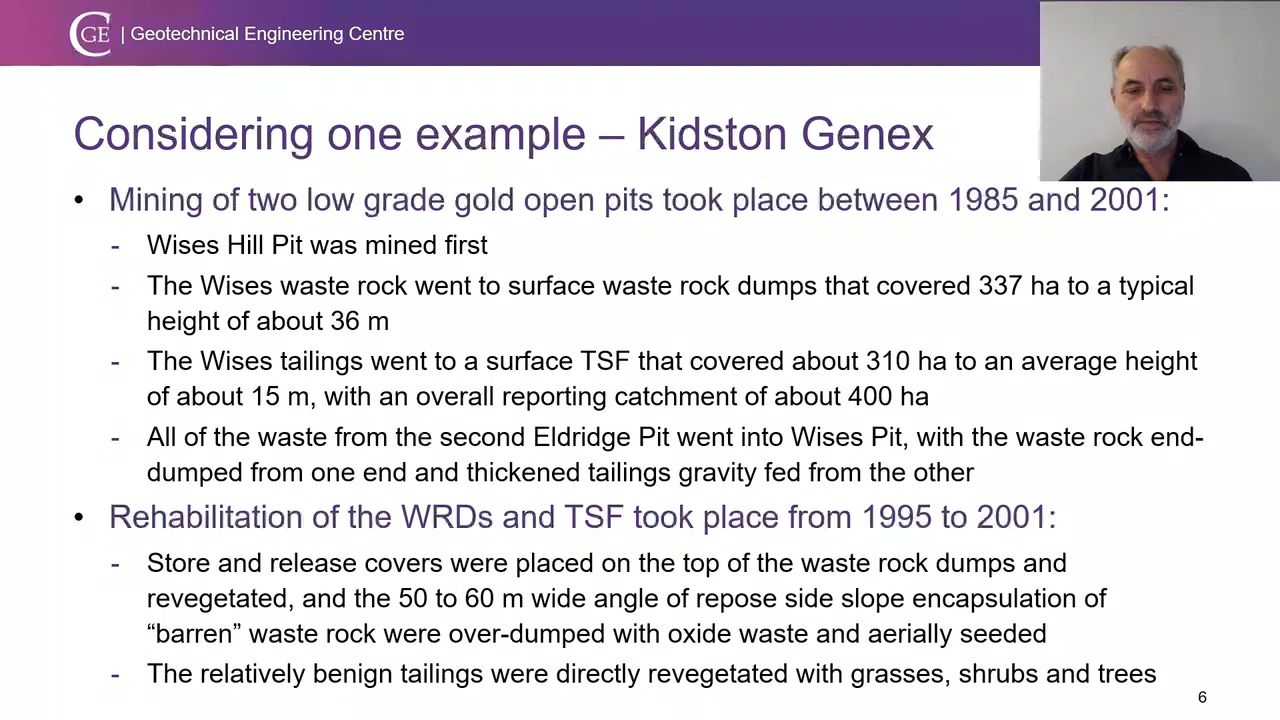 CGE | Geotechnical Engineering Centre
Considering one example – Kidston Genex
• Mining of two low grade gold open pits took place between 1985 and 2001:
- Wises Hill Pit was mined first
- The Wises waste rock went to surface waste rock dumps that covered 337 ha to a typical
height of about 36 m
- The Wises tailings went to a surface TSF that covered about 310 ha to an average height
of about 15 m, with an overall reporting catchment of about 400 ha
- All of the waste from the second Eldridge Pit went into Wises Pit, with the waste rock end-
dumped from one end and thickened tailings gravity fed from the other
• Rehabilitation of the WRDs and TSF took place from 1995 to 2001:
- Store and release covers were placed on the top of the waste rock dumps and
revegetated, and the 50 to 60 m wide angle of repose side slope encapsulation of
“barren” waste rock were over-dumped with oxide waste and aerially seeded
- The relatively benign tailings were directly revegetated with grasses, shrubs and trees
6